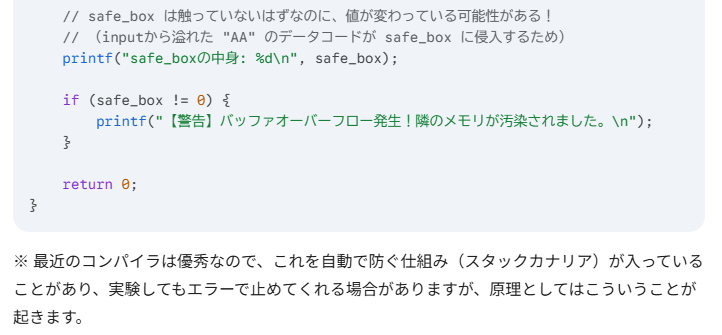 // safe_box は触っていないはずなのに、値が変わっている可能性がある！
// （inputから溢れた "AA" のデータコードが safe_box に侵入するため）
printf("safe_boxの中身: %d\n", safe_box);
if (safe_box != 0) {
printf("【警告】バッファオーバーフロー発生！隣のメモリが汚染されました。\n");
}
return 0;
}
※ 最近のコンパイラは優秀なので、これを自動で防ぐ仕組み（スタックカナリア）が入っている
ことがあり、実験してもエラーで止めてくれる場合がありますが、原理としてはこういうことが
起きます。